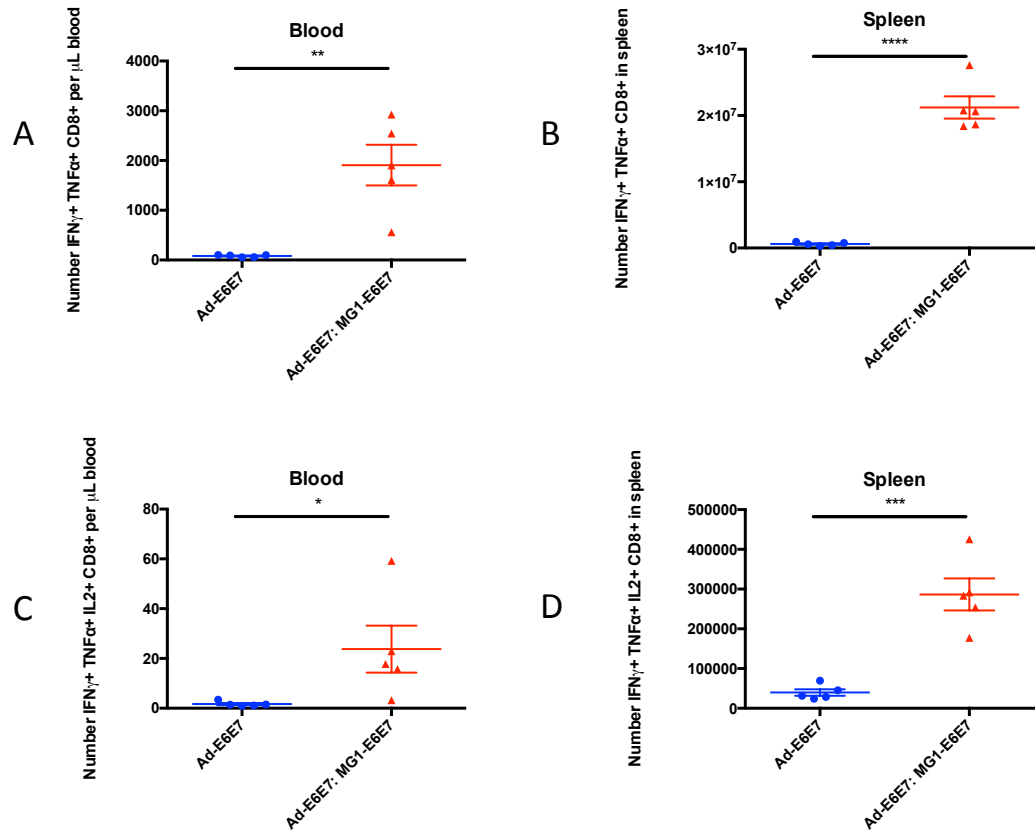 A
Blood
**
Number IFNγ+ TNFα+ CD8+ per µL blood
4000
3000
2000
1000
0
Ad-E6E7
Ad-E6E7: MG1-E6E7
B
Spleen
****
Number IFNγ+ TNFα+ CD8+ in spleen
3×10⁷
2×10⁷
1×10⁷
0
Ad-E6E7
Ad-E6E7: MG1-E6E7
C
Blood
*
Number IFNγ+ TNFα+ IL2+ CD8+ per µL blood
80
60
40
20
0
Ad-E6E7
Ad-E6E7: MG1-E6E7
D
Spleen
***
Number IFNγ+ TNFα+ IL2+ CD8+ in spleen
500000
400000
300000
200000
100000
0
Ad-E6E7
Ad-E6E7: MG1-E6E7